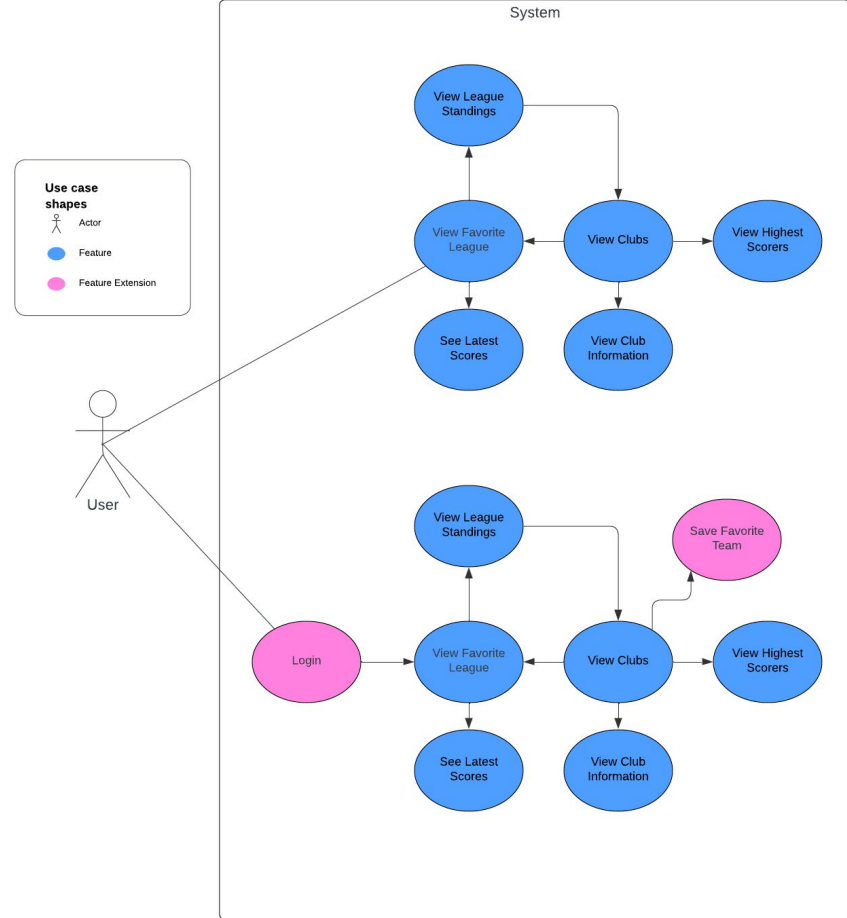 System
View League
Standings
Use case
shapes
Actor
Feature
Feature Extension
View Favorite
League
View Clubs
View Highest
Scorers
See Latest
Scores
View Club
Information
User
View League
Standings
Save Favorite
Team
Login
View Favorite
League
View Clubs
View Highest
Scorers
See Latest
Scores
View Club
Information